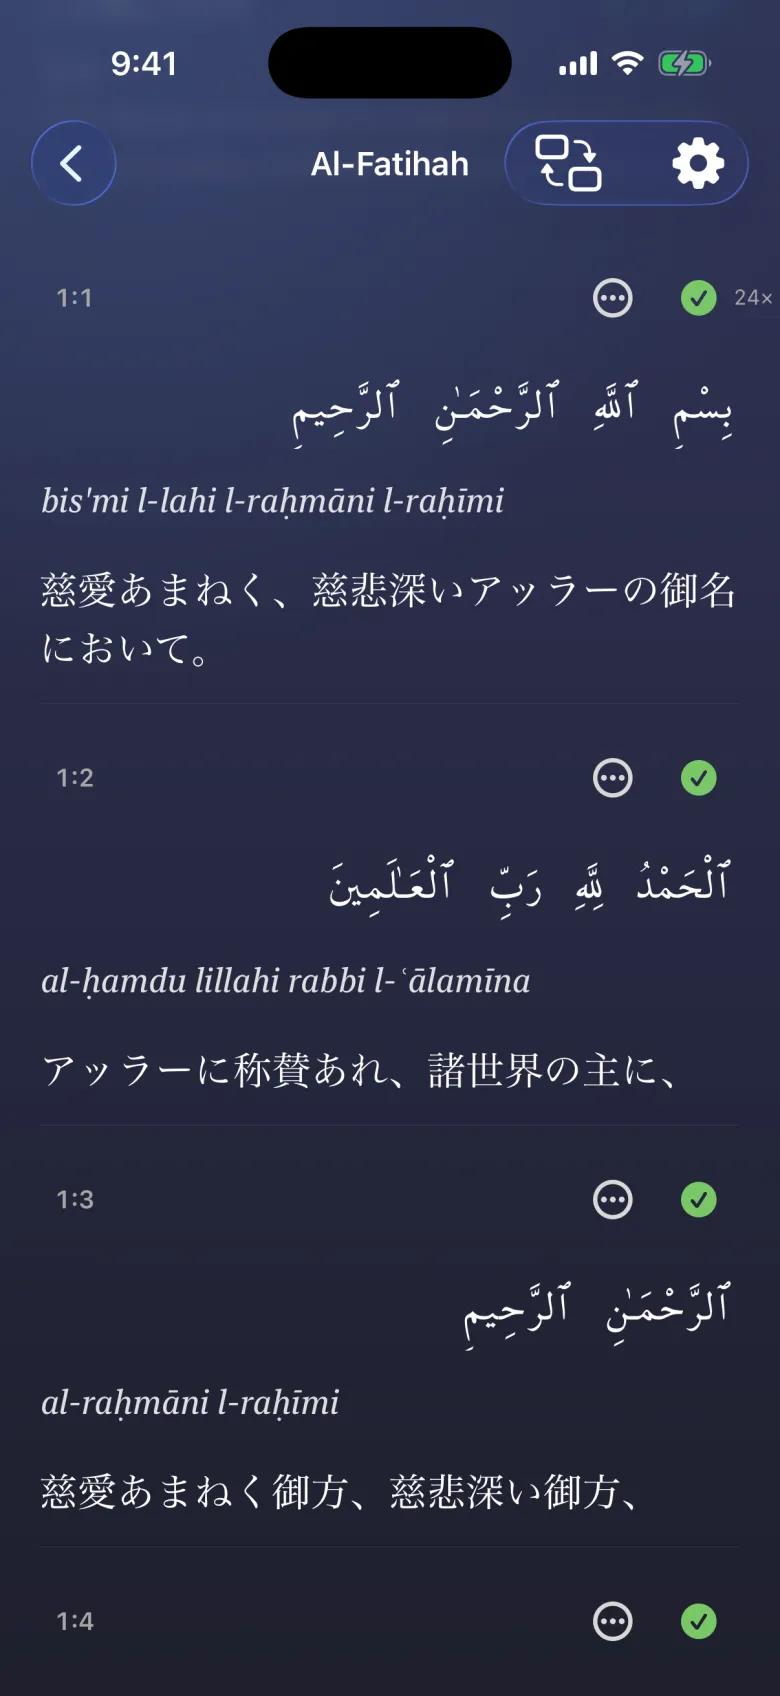 9:41
Al-Fatihah
1:1
24×
بِسْمِ ٱللَّهِ ٱلرَّحْمَـٰنِ ٱلرَّحِيمِ
bis'mi l-lahi l-raḥmāni l-raḥīmi
慈愛あまねく、慈悲深いアッラーの御名
において。
1:2
ٱلْحَمْدُ لِلَّهِ رَبِّ ٱلْعَـٰلَمِينَ
al-ḥamdu lillahi rabbi l-ʿālamīna
アッラーに称賛あれ、諸世界の主に、
1:3
ٱلرَّحْمَـٰنِ ٱلرَّحِيمِ
al-raḥmāni l-raḥīmi
慈愛あまねく御方、慈悲深い御方、
1:4